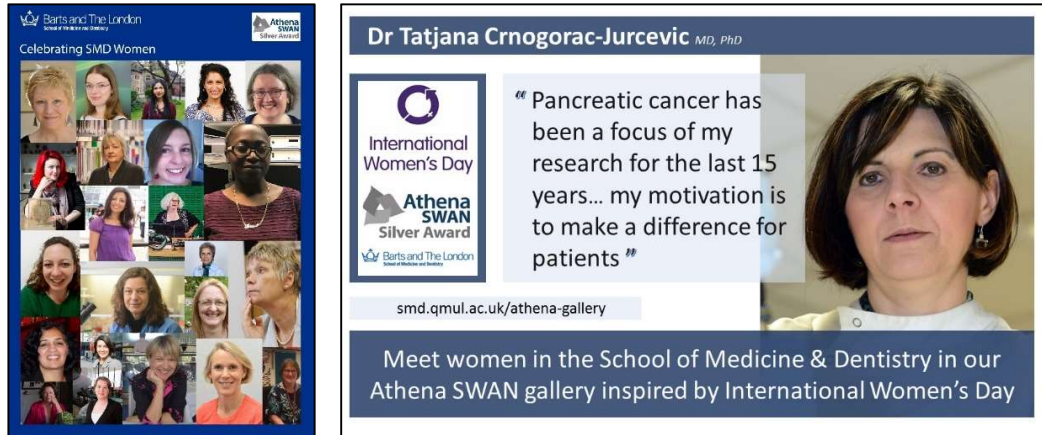 Barts and The London
School of Medicine and Dentistry
Athena
SWAN
Silver Award
Celebrating SMD Women
Dr Tatjana Crnogorac-Jurcevic MD, PhD
International
Women's Day
Athena
SWAN
Silver Award
Barts and The London
School of Medicine and Dentistry
“ Pancreatic cancer has
been a focus of my
research for the last 15
years... my motivation is
to make a difference for
patients ”
smd.qmul.ac.uk/athena-gallery
Meet women in the School of Medicine & Dentistry in our
Athena SWAN gallery inspired by International Women's Day